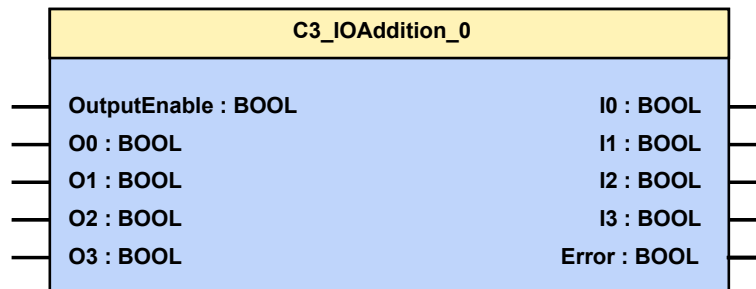 C3_IOAddition_0
OutputEnable : BOOL I0 : BOOL
O0 : BOOL I1 : BOOL
O1 : BOOL I2 : BOOL
O2 : BOOL I3 : BOOL
O3 : BOOL Error : BOOL